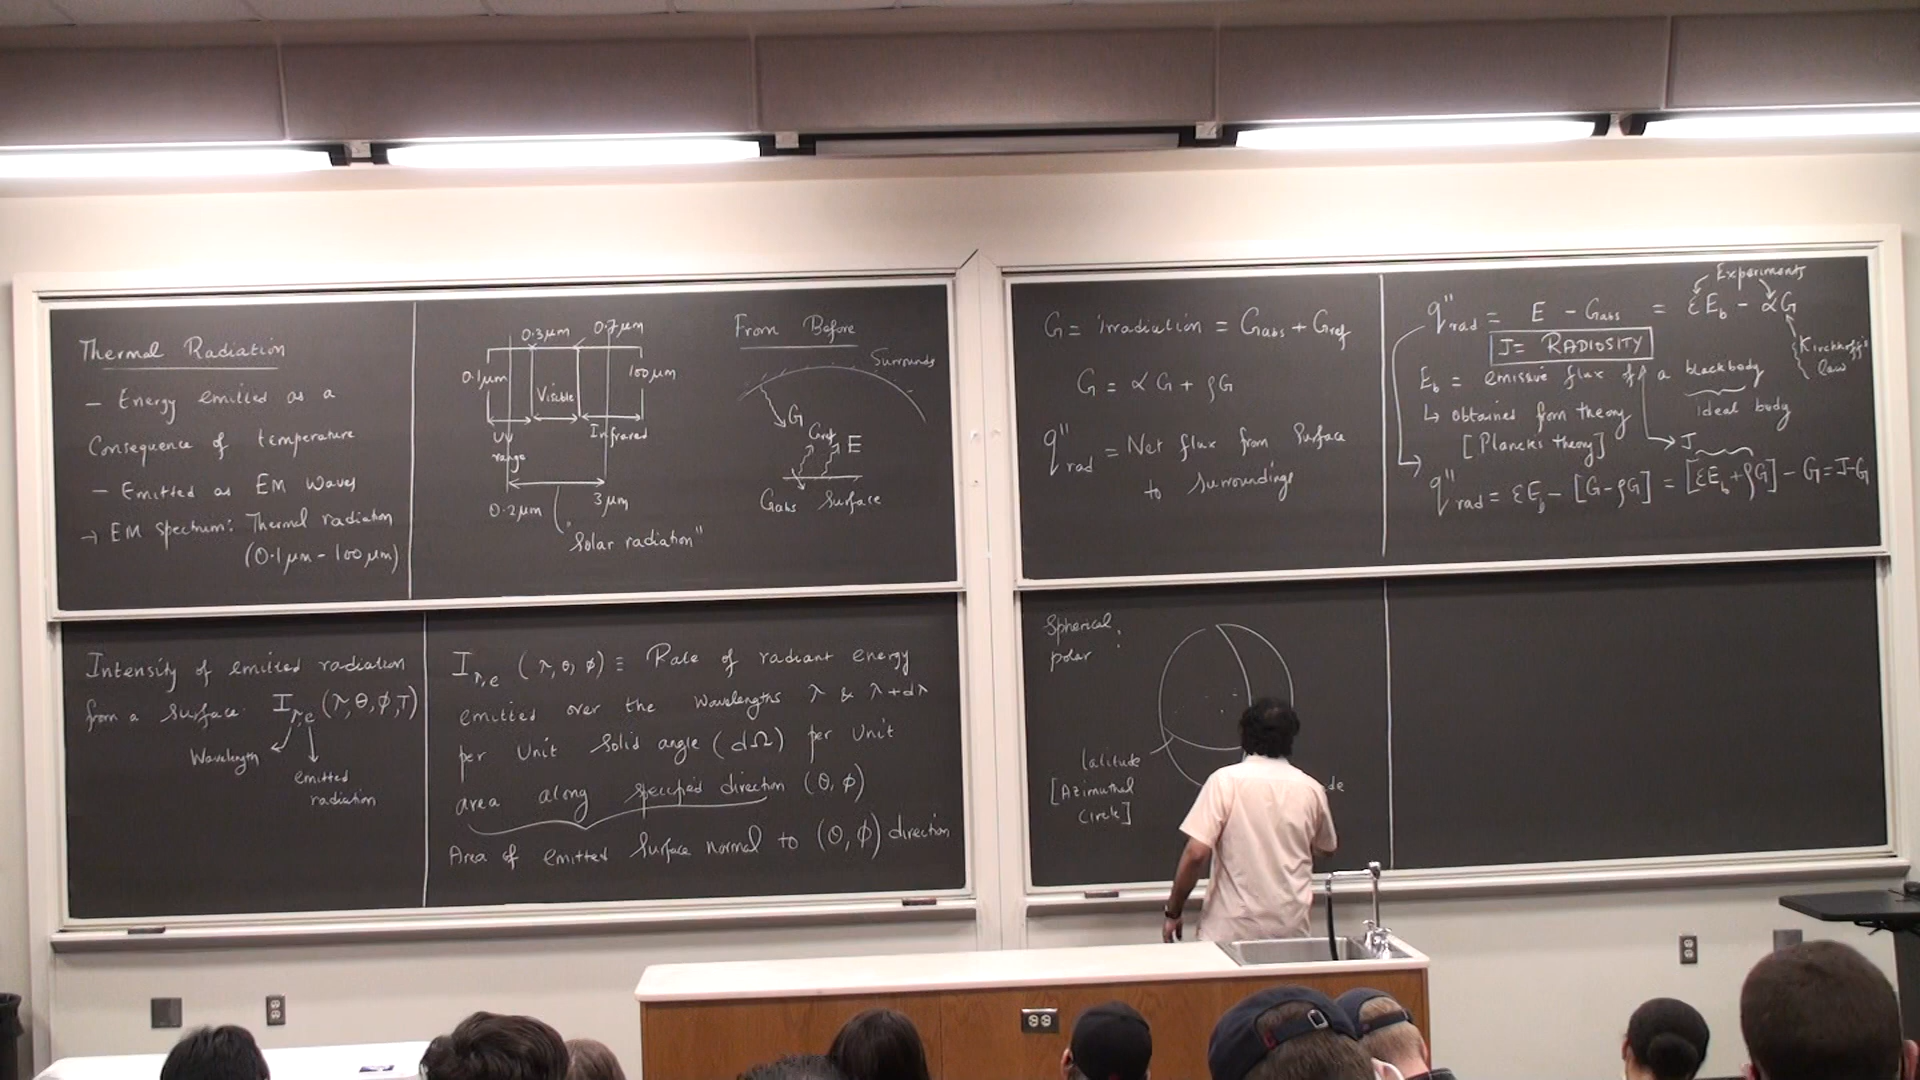 Thermal Radiation
- Energy emitted as a
Consequence of temperature
- Emitted as EM Waves
→ EM Spectrum: Thermal radiation
(0.1μm - 100μm)
0.3μm 0.7μm
0.1μm 100μm
Visible
UV range
Infrared
0.2μm 3μm
"Solar radiation"
From Before
Surrounds
G
Gref E
Gabs Surface
Intensity of emitted radiation
from a surface I λ,e (λ,θ,φ,T)
Wavelength
emitted
radiation
I λ,e (λ,θ,φ) ≡ Rate of radiant energy
emitted over the Wavelengths λ & λ+dλ
per Unit Solid angle (dΩ) per Unit
area along specified direction (θ,φ)
Area of emitted Surface normal to (θ,φ) direction
G = irradiation = Gabs + Gref
G = αG + ρG
q"rad = Net flux from Surface
to Surroundings
Experiments
q"rad = E - Gabs = εEb - αG
J = RADIOSITY
Kirchhoff's
law
Eb = emissive flux off a blackbody
Ideal body
↳ obtained from theory
[Planck's theory]
J
q"rad = εEb - [G-ρG] = [εEb+ρG] - G = J-G
Spherical
polar :
latitude
[Azimuthal
Circle]
de